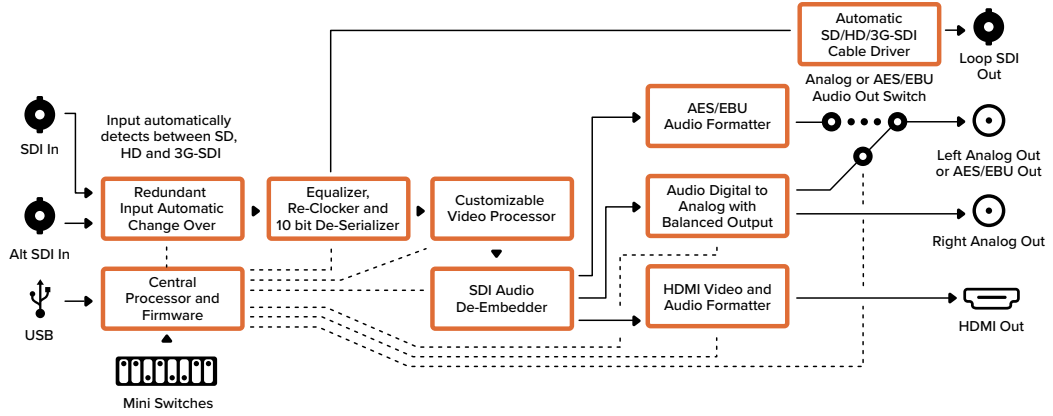 Automatic
SD/HD/3G-SDI
Cable Driver
Loop SDI
Out
Analog or AES/EBU
Audio Out Switch
AES/EBU
Audio Formatter
Input automatically
detects between SD,
HD and 3G-SDI
SDI In
Left Analog Out
or AES/EBU Out
Redundant
Input Automatic
Change Over
Equalizer,
Re-Clocker and
10 bit De-Serializer
Customizable
Video Processor
Audio Digital to
Analog with
Balanced Output
Alt SDI In
Right Analog Out
Central
Processor and
Firmware
SDI Audio
De-Embedder
HDMI Video and
Audio Formatter
USB
HDMI Out
Mini Switches